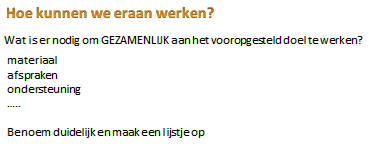 Hoe kunnen we eraan werken?
Wat is er nodig om GEZAMENLIJK aan het vooropgesteld doel te werken?
materiaal
afspraken
ondersteuning
.....
Benoem duidelijk en maak een lijstje op